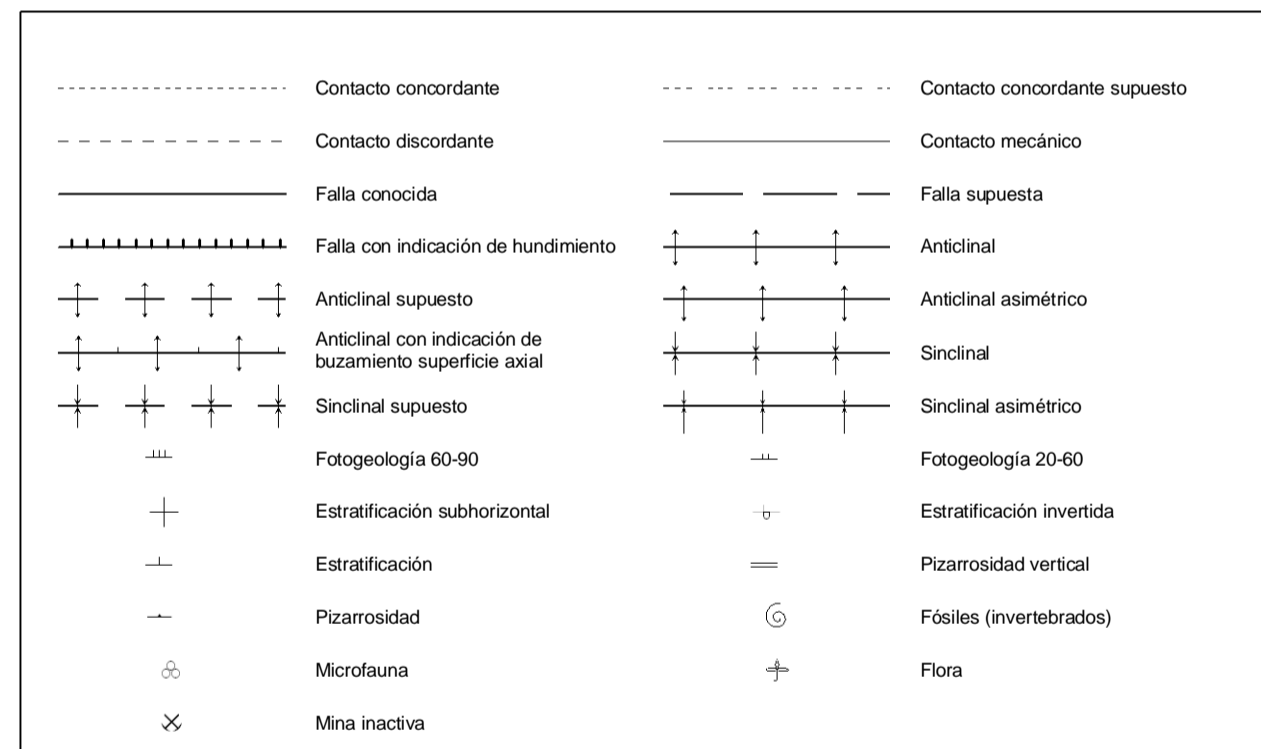 Contacto concordante
Contacto concordante supuesto
Contacto discordante
Contacto mecánico
Falla conocida
Falla supuesta
Falla con indicación de hundimiento
Anticlinal
Anticlinal supuesto
Anticlinal asimétrico
Anticlinal con indicación de
buzamiento superficie axial
Sinclinal
Sinclinal supuesto
Sinclinal asimétrico
Fotogeología 60-90
Fotogeología 20-60
Estratificación subhorizontal
Estratificación invertida
Estratificación
Pizarrosidad vertical
Pizarrosidad
Fósiles (invertebrados)
Microfauna
Flora
Mina inactiva